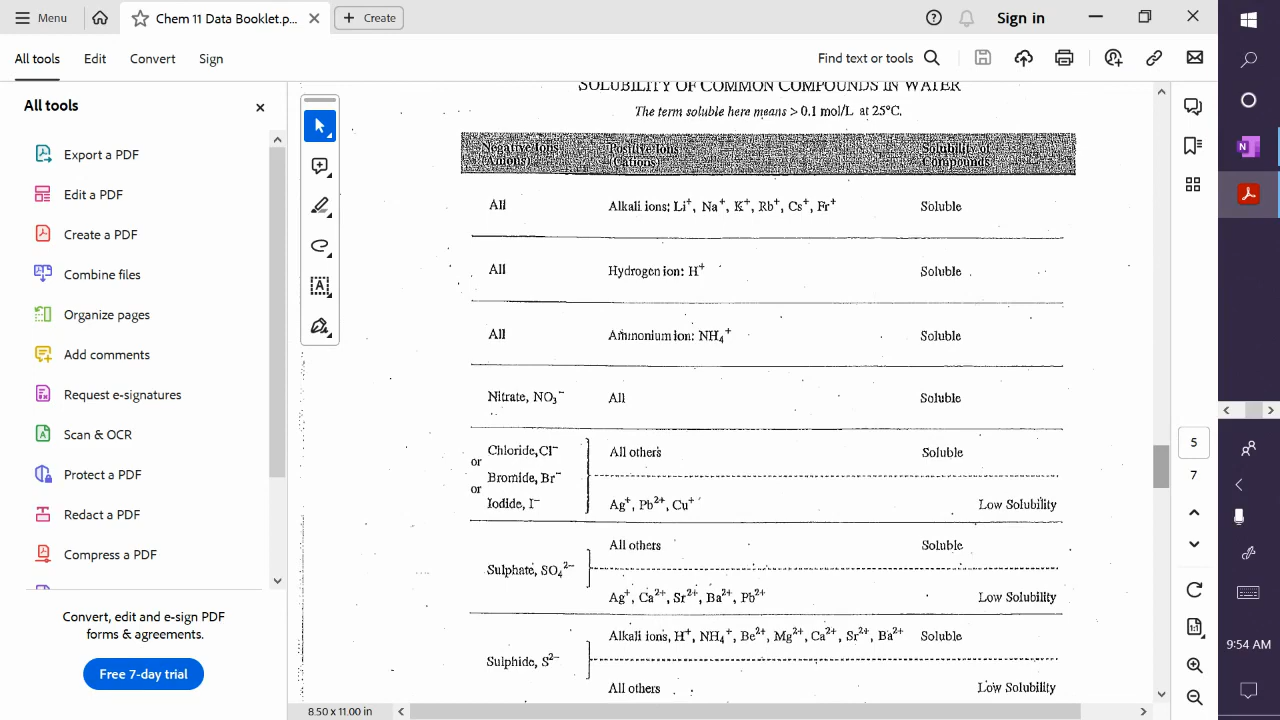 Menu
Chem 11 Data Booklet.p...
Create
Sign in
All tools
Edit
Convert
Sign
Find text or tools
All tools
Export a PDF
Edit a PDF
Create a PDF
Combine files
Organize pages
Add comments
Request e-signatures
Scan & OCR
Protect a PDF
Redact a PDF
Compress a PDF
Convert, edit and e-sign PDF
forms & agreements.
Free 7-day trial
SOLUBILITY OF COMMON COMPOUNDS IN WATER
The term soluble here means > 0.1 mol/L at 25°C.
Negative Ions (Anions) Positive Ions (Cations) Solubility of Compounds
All Alkali ions: Li⁺, Na⁺, K⁺, Rb⁺, Cs⁺, Fr⁺ Soluble
All Hydrogen ion: H⁺ Soluble
All Ammonium ion: NH₄⁺ Soluble
Nitrate, NO₃⁻ All Soluble
Chloride, Cl⁻ All others Soluble
or
Bromide, Br⁻
or
Iodide, I⁻ Ag⁺, Pb²⁺, Cu⁺ Low Solubility
All others Soluble
Sulphate, SO₄²⁻
Ag⁺, Ca²⁺, Sr²⁺, Ba²⁺, Pb²⁺ Low Solubility
Alkali ions, H⁺, NH₄⁺, Be²⁺, Mg²⁺, Ca²⁺, Sr²⁺, Ba²⁺ Soluble
Sulphide, S²⁻
All others Low Solubility
8.50 x 11.00 in
5
7
9:54 AM